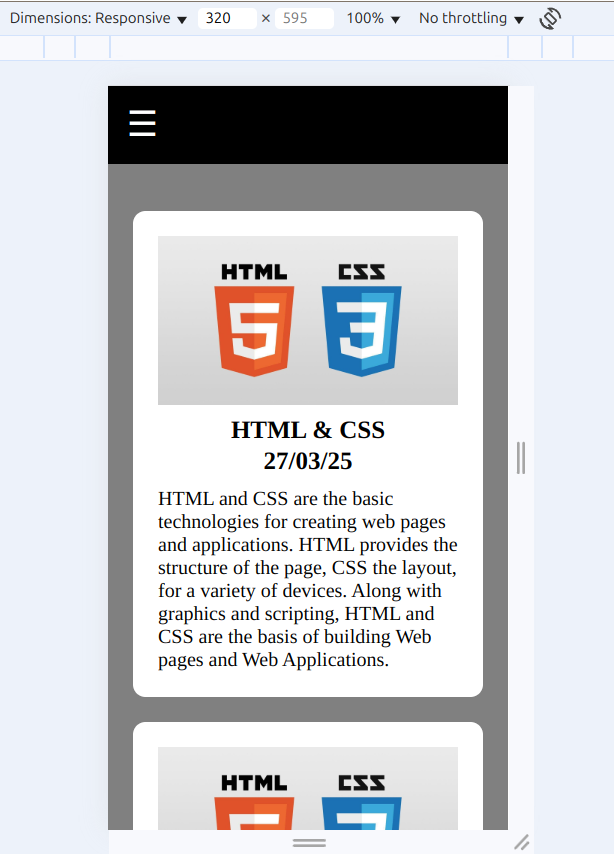 Dimensions: Responsive ▼ 320 × 595 100% ▼ No throttling ▼
☰
HTML CSS
5 3
HTML & CSS
27/03/25
HTML and CSS are the basic
technologies for creating web pages
and applications. HTML provides the
structure of the page, CSS the layout,
for a variety of devices. Along with
graphics and scripting, HTML and
CSS are the basis of building Web
pages and Web Applications.
HTML CSS